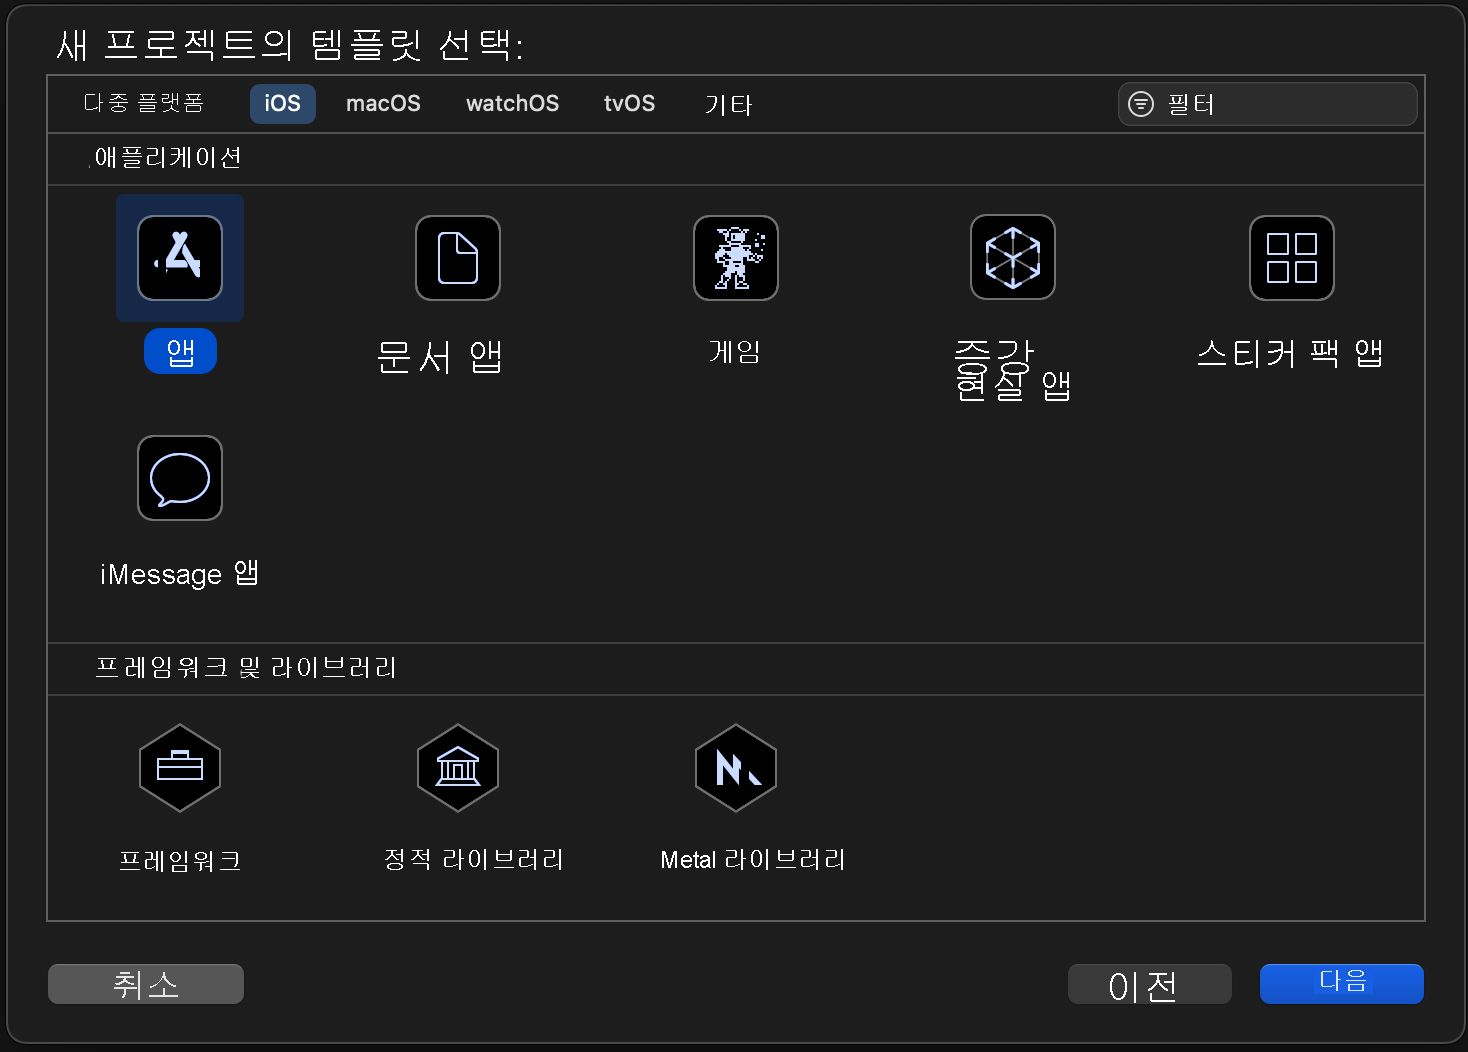 새 프로젝트의 템플릿 선택:
다중 플랫폼 iOS macOS watchOS tvOS 기타 필터
애플리케이션
앱 문서 앱 게임 증강 현실 앱 스티커 팩 앱
iMessage 앱
프레임워크 및 라이브러리
프레임워크 정적 라이브러리 Metal 라이브러리
취소 이전 다음